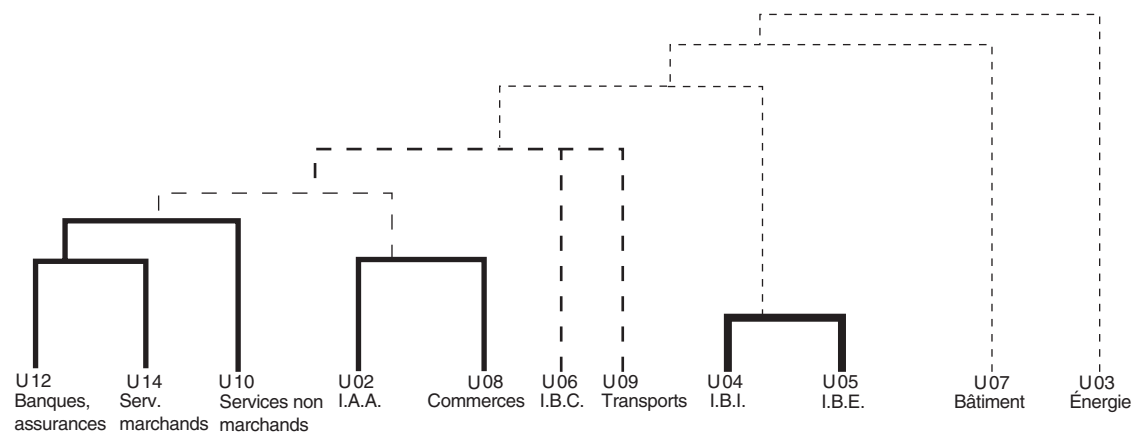 U12 U14 U10 U02 U08 U06 U09 U04 U05 U07 U03
Banques, Serv. Services non I.A.A. Commerces I.B.C. Transports I.B.I. I.B.E. Bâtiment Énergie
assurances marchands marchands